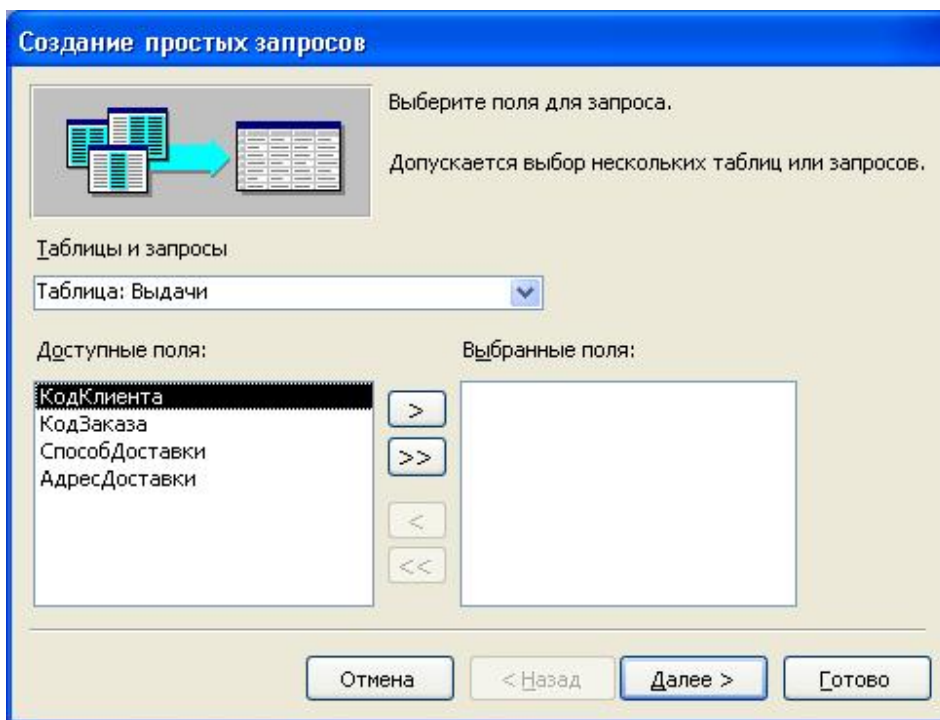 Создание простых запросов
Выберите поля для запроса.
Допускается выбор нескольких таблиц или запросов.
Таблицы и запросы
Таблица: Выдачи
Доступные поля:
Выбранные поля:
КодКлиента
КодЗаказа
СпособДоставки
АдресДоставки
>
>>
<
<<
Отмена
< Назад
Далее >
Готово